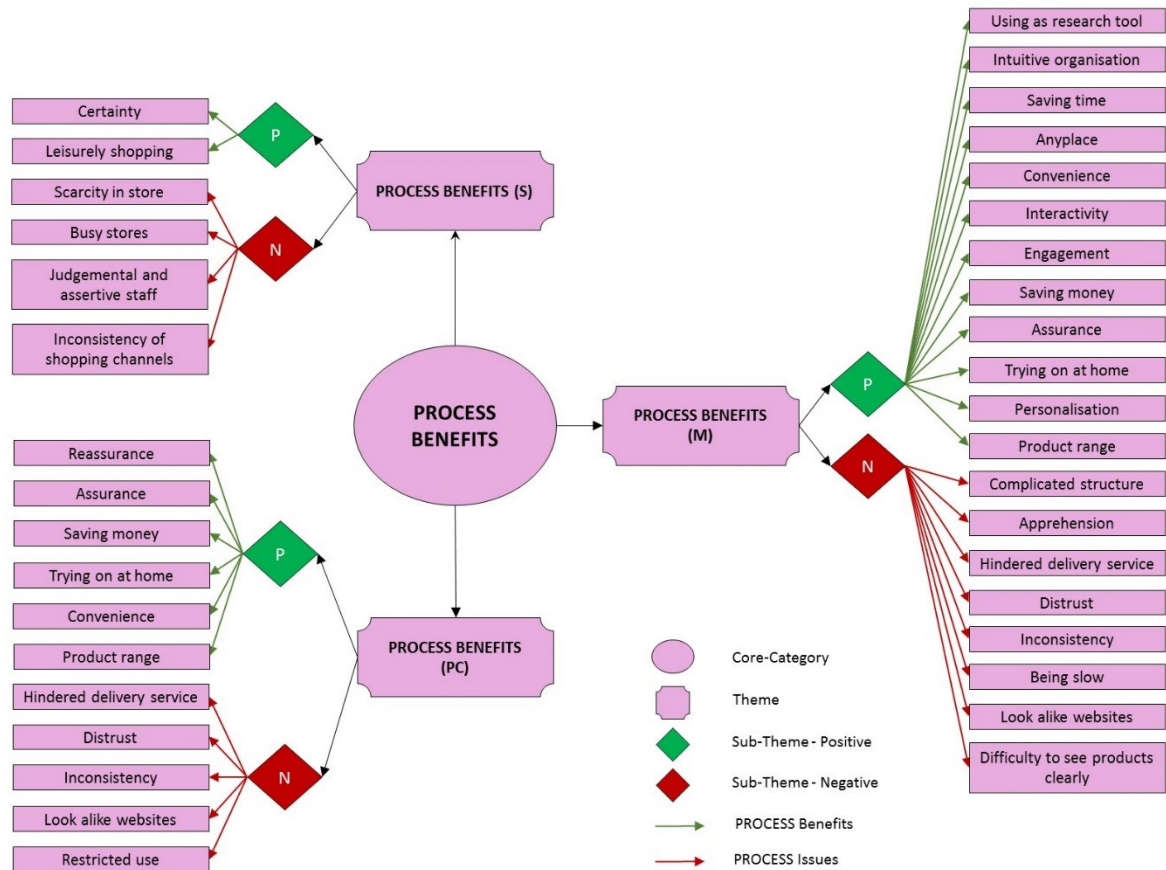 Certainty
Leisurely shopping
Scarcity in store
Busy stores
Judgemental and
assertive staff
Inconsistency of
shopping channels
P
N
PROCESS BENEFITS (S)
PROCESS
BENEFITS
PROCESS BENEFITS
(M)
P
N
Using as research tool
Intuitive organisation
Saving time
Anyplace
Convenience
Interactivity
Engagement
Saving money
Assurance
Trying on at home
Personalisation
Product range
Complicated structure
Apprehension
Hindered delivery service
Distrust
Inconsistency
Being slow
Look alike websites
Difficulty to see products
clearly
Reassurance
Assurance
Saving money
Trying on at home
Convenience
Product range
Hindered delivery service
Distrust
Inconsistency
Look alike websites
Restricted use
P
N
PROCESS BENEFITS
(PC)
Core-Category
Theme
Sub-Theme - Positive
Sub-Theme - Negative
PROCESS Benefits
PROCESS Issues